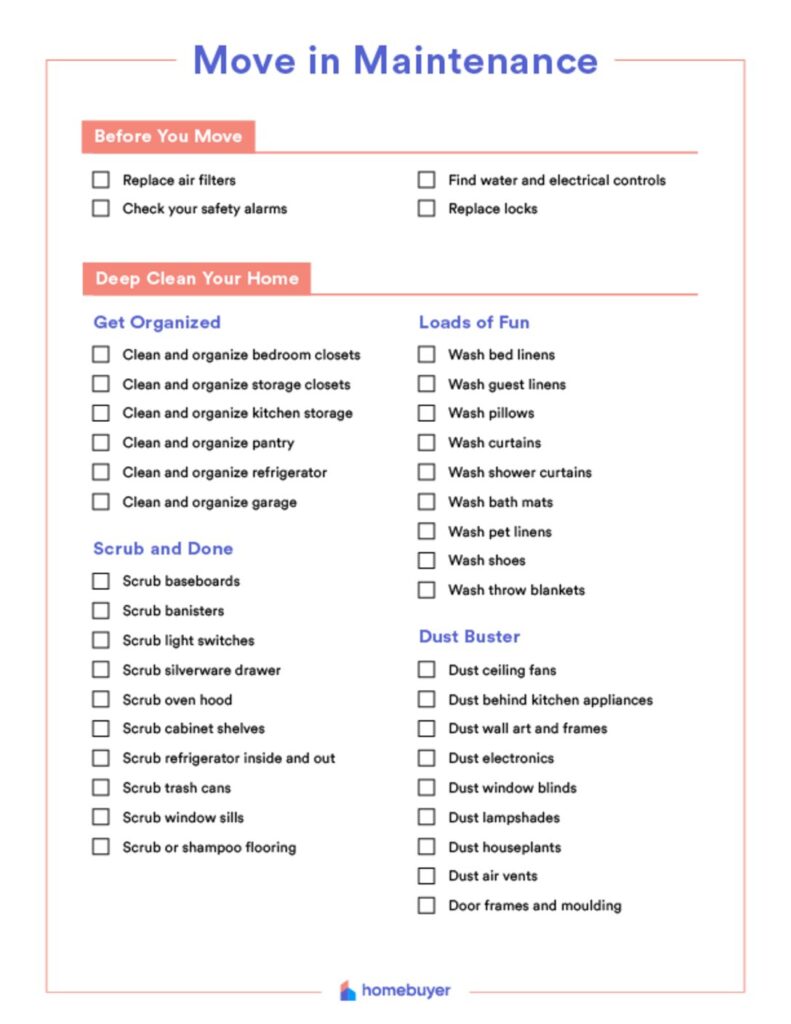 Move in Maintenance
Before You Move
Replace air filters
Check your safety alarms
Find water and electrical controls
Replace locks
Deep Clean Your Home
Get Organized
Clean and organize bedroom closets
Clean and organize storage closets
Clean and organize kitchen storage
Clean and organize pantry
Clean and organize refrigerator
Clean and organize garage
Scrub and Done
Scrub baseboards
Scrub banisters
Scrub light switches
Scrub silverware drawer
Scrub oven hood
Scrub cabinet shelves
Scrub refrigerator inside and out
Scrub trash cans
Scrub window sills
Scrub or shampoo flooring
Loads of Fun
Wash bed linens
Wash guest linens
Wash pillows
Wash curtains
Wash shower curtains
Wash bath mats
Wash pet linens
Wash shoes
Wash throw blankets
Dust Buster
Dust ceiling fans
Dust behind kitchen appliances
Dust wall art and frames
Dust electronics
Dust window blinds
Dust lampshades
Dust houseplants
Dust air vents
Door frames and moulding
homebuyer